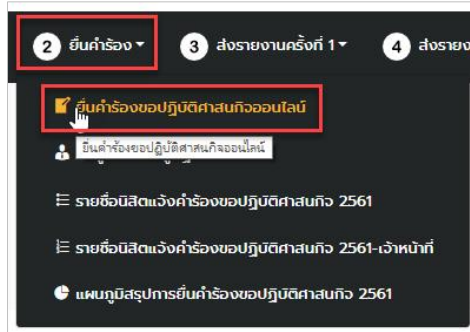 2 ยื่นคำร้อง 3 ส่งรายงานครั้งที่ 1 4 ส่งราย
ยื่นคำร้องขอปฏิบัติศาสนกิจออนไลน์
ยื่นคำร้องขอปฏิบัติศาสนกิจออนไลน์
รายชื่อนิสิตแจ้งคำร้องขอปฏิบัติศาสนกิจ 2561
รายชื่อนิสิตแจ้งคำร้องขอปฏิบัติศาสนกิจ 2561-เจ้าหน้าที่
แผนภูมิสรุปการยื่นคำร้องขอปฏิบัติศาสนกิจ 2561